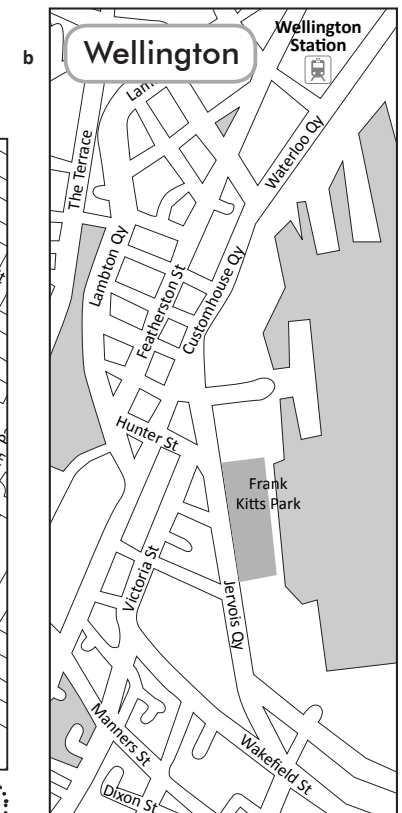 b
Wellington
Wellington
Station
The Terrace
Waterloo Qy
Lambton Qy
Featherston St
Customhouse Qy
Hunter St
Frank
Kitts Park
Victoria St
Jervois Qy
Manners St
Wakefield St
Dixon St